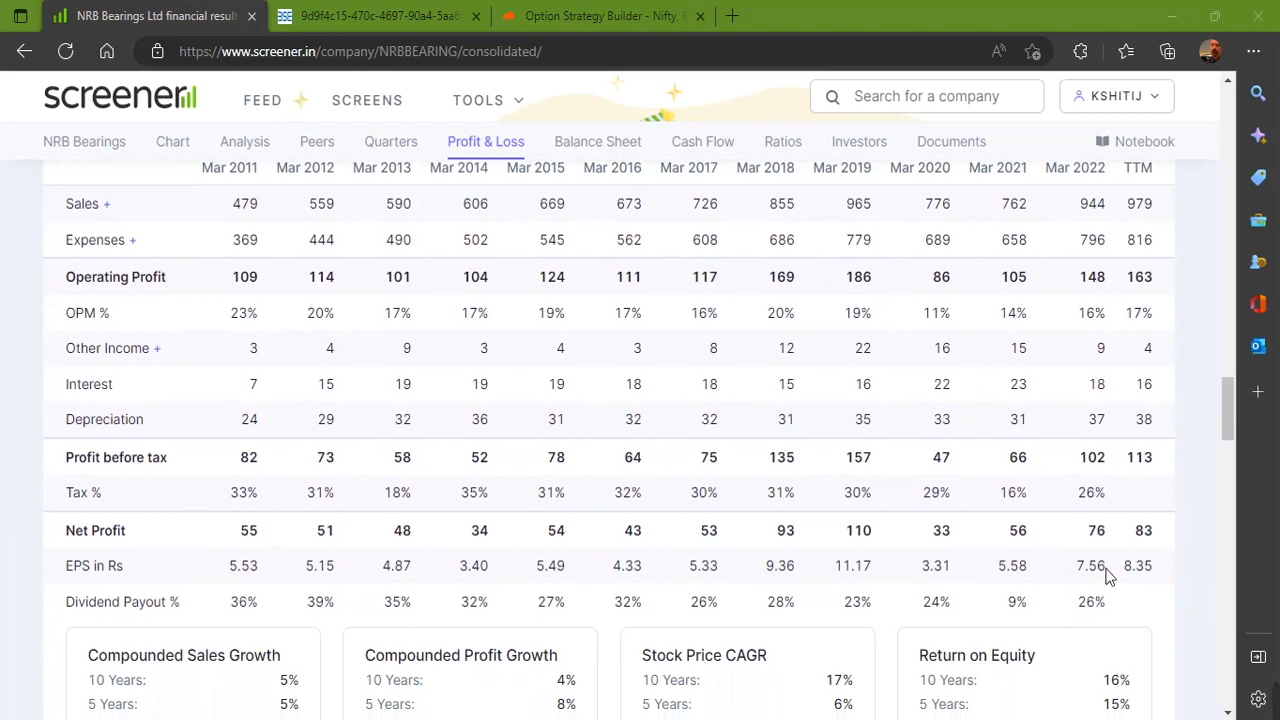 NRB Bearings Ltd financial result
9d9f4c15-470c-4697-90a4-5aa6
Option Strategy Builder - Nifty,
https://www.screener.in/company/NRBBEARING/consolidated/
screener
FEED
SCREENS
TOOLS
Search for a company
KSHITIJ
NRB Bearings Chart Analysis Peers Quarters Profit & Loss Balance Sheet Cash Flow Ratios Investors Documents Notebook
Mar 2011 Mar 2012 Mar 2013 Mar 2014 Mar 2015 Mar 2016 Mar 2017 Mar 2018 Mar 2019 Mar 2020 Mar 2021 Mar 2022 TTM
Sales + 479 559 590 606 669 673 726 855 965 776 762 944 979
Expenses + 369 444 490 502 545 562 608 686 779 689 658 796 816
Operating Profit 109 114 101 104 124 111 117 169 186 86 105 148 163
OPM % 23% 20% 17% 17% 19% 17% 16% 20% 19% 11% 14% 16% 17%
Other Income + 3 4 9 3 4 3 8 12 22 16 15 9 4
Interest 7 15 19 19 19 18 18 15 16 22 23 18 16
Depreciation 24 29 32 36 31 32 32 31 35 33 31 37 38
Profit before tax 82 73 58 52 78 64 75 135 157 47 66 102 113
Tax % 33% 31% 18% 35% 31% 32% 30% 31% 30% 29% 16% 26%
Net Profit 55 51 48 34 54 43 53 93 110 33 56 76 83
EPS in Rs 5.53 5.15 4.87 3.40 5.49 4.33 5.33 9.36 11.17 3.31 5.58 7.56 8.35
Dividend Payout % 36% 39% 35% 32% 27% 32% 26% 28% 23% 24% 9% 26%
Compounded Sales Growth
10 Years: 5%
5 Years: 5%
Compounded Profit Growth
10 Years: 4%
5 Years: 8%
Stock Price CAGR
10 Years: 17%
5 Years: 6%
Return on Equity
10 Years: 16%
5 Years: 15%